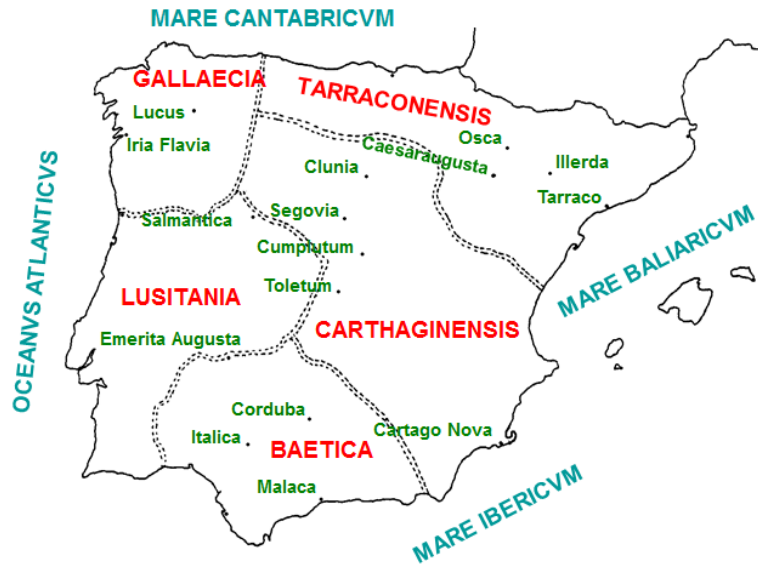 MARE CANTABRICVM
GALLAECIA
TARRACONENSIS
Lucus
Iria Flavia
Osca
Caesaraugusta
Illerda
Clunia
Tarraco
Salmantica
Segovia
Cumplutum
Toletum
OCEANVS ATLANTICVS
LUSITANIA
MARE BALIARICVM
CARTHAGINENSIS
Emerita Augusta
Corduba
Italica
BAETICA
Cartago Nova
Malaca
MARE IBERICVM